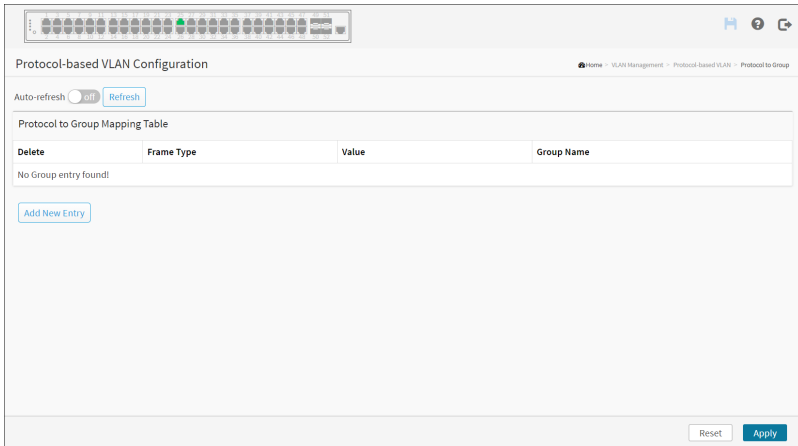 Protocol-based VLAN Configuration
Home > VLAN Management > Protocol-based VLAN > Protocol to Group
Auto-refresh off Refresh
Protocol to Group Mapping Table
Delete Frame Type Value Group Name
No Group entry found!
Add New Entry
Reset Apply